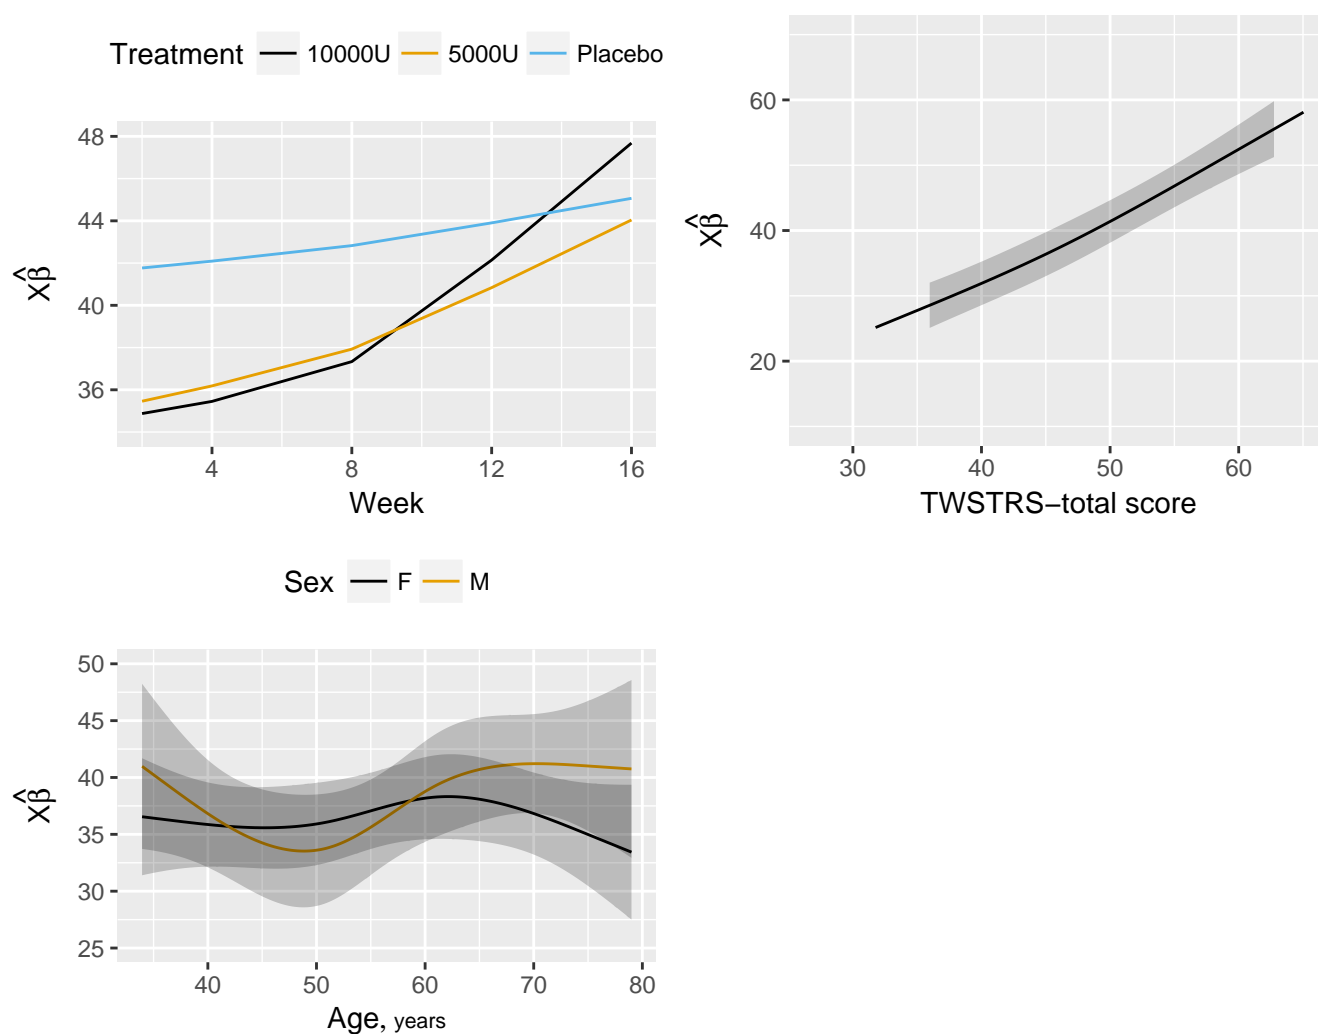 Treatment 10000U 5000U Placebo
48
44
40
36
Xβ̂
4 8 12 16
Week
60
40
20
Xβ̂
30 40 50 60
TWSTRS−total score
Sex F M
50
45
40
35
30
25
Xβ̂
40 50 60 70 80
Age, years